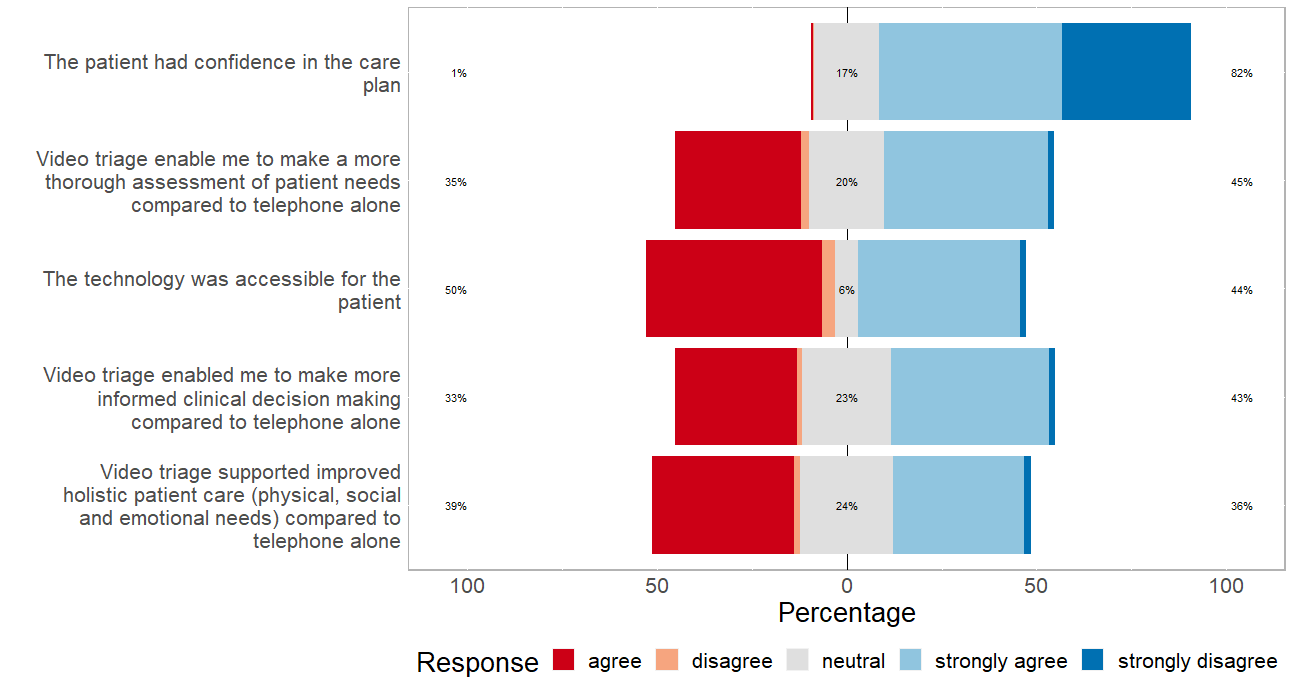 The patient had confidence in the care
plan
1%
17%
82%
Video triage enable me to make a more
thorough assessment of patient needs
compared to telephone alone
35%
20%
45%
The technology was accessible for the
patient
50%
6%
44%
Video triage enabled me to make more
informed clinical decision making
compared to telephone alone
33%
23%
43%
Video triage supported improved
holistic patient care (physical, social
and emotional needs) compared to
telephone alone
39%
24%
36%
100 50 0 50 100
Percentage
Response agree disagree neutral strongly agree strongly disagree